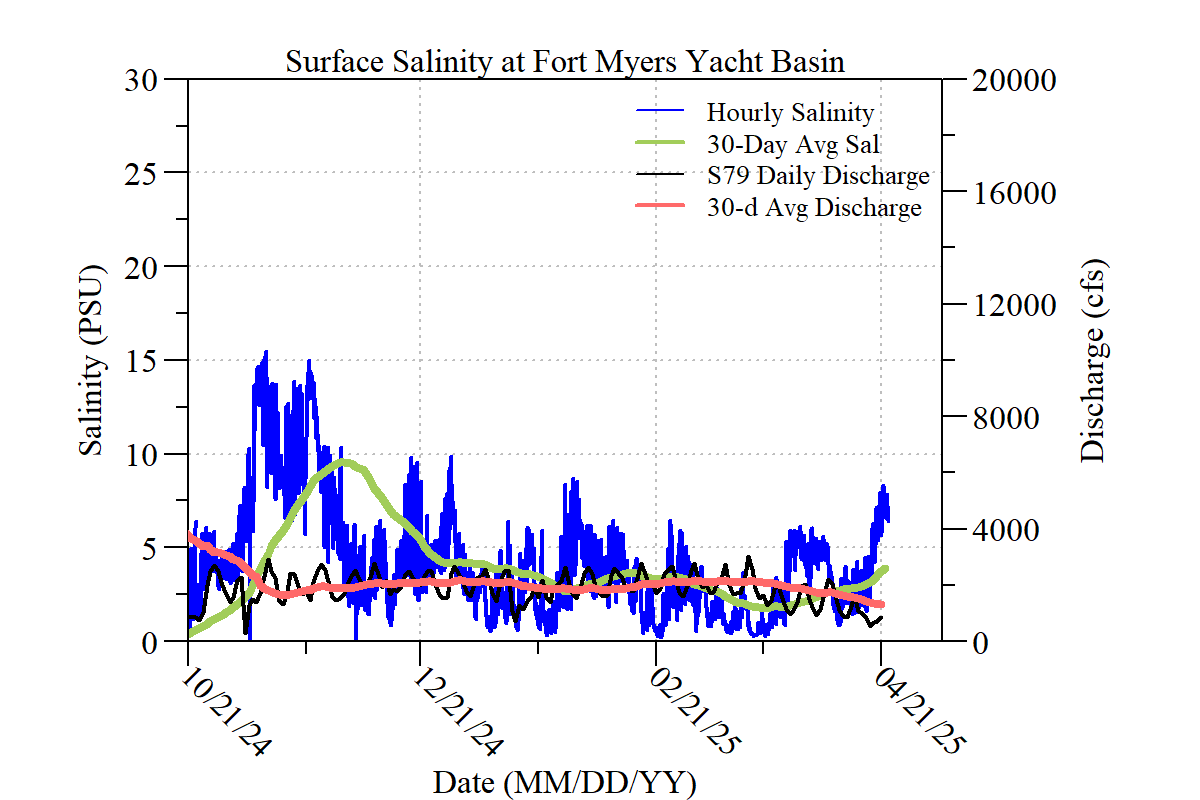 Surface Salinity at Fort Myers Yacht Basin
30
25
20
15
10
5
0
Salinity (PSU)
Hourly Salinity
30-Day Avg Sal
S79 Daily Discharge
30-d Avg Discharge
20000
16000
12000
8000
4000
0
Discharge (cfs)
10/21/24
12/21/24
02/21/25
04/21/25
Date (MM/DD/YY)